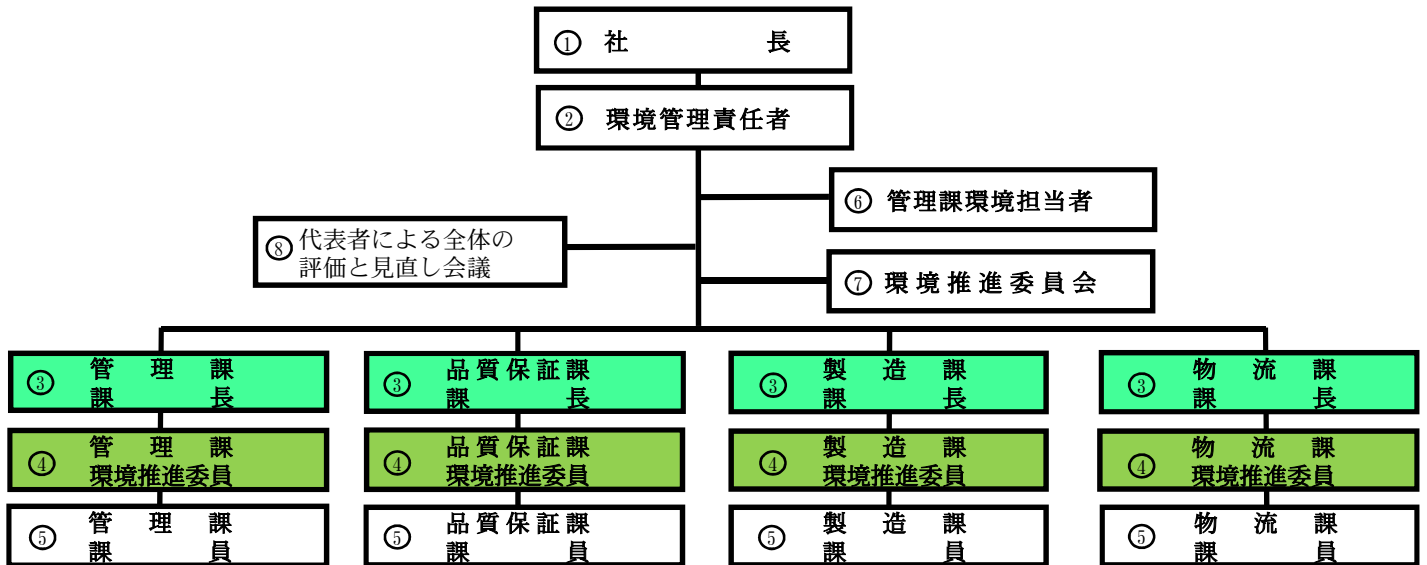 ① 社長
② 環境管理責任者
⑥ 管理課環境担当者
⑧ 代表者による全体の
評価と見直し会議
⑦ 環境推進委員会
③ 管理課
課長
③ 品質保証課
課長
③ 製造課
課長
③ 物流課
課長
④ 管理課
環境推進委員
④ 品質保証課
環境推進委員
④ 製造課
環境推進委員
④ 物流課
環境推進委員
⑤ 管理課
課員
⑤ 品質保証課
課員
⑤ 製造課
課員
⑤ 物流課
課員